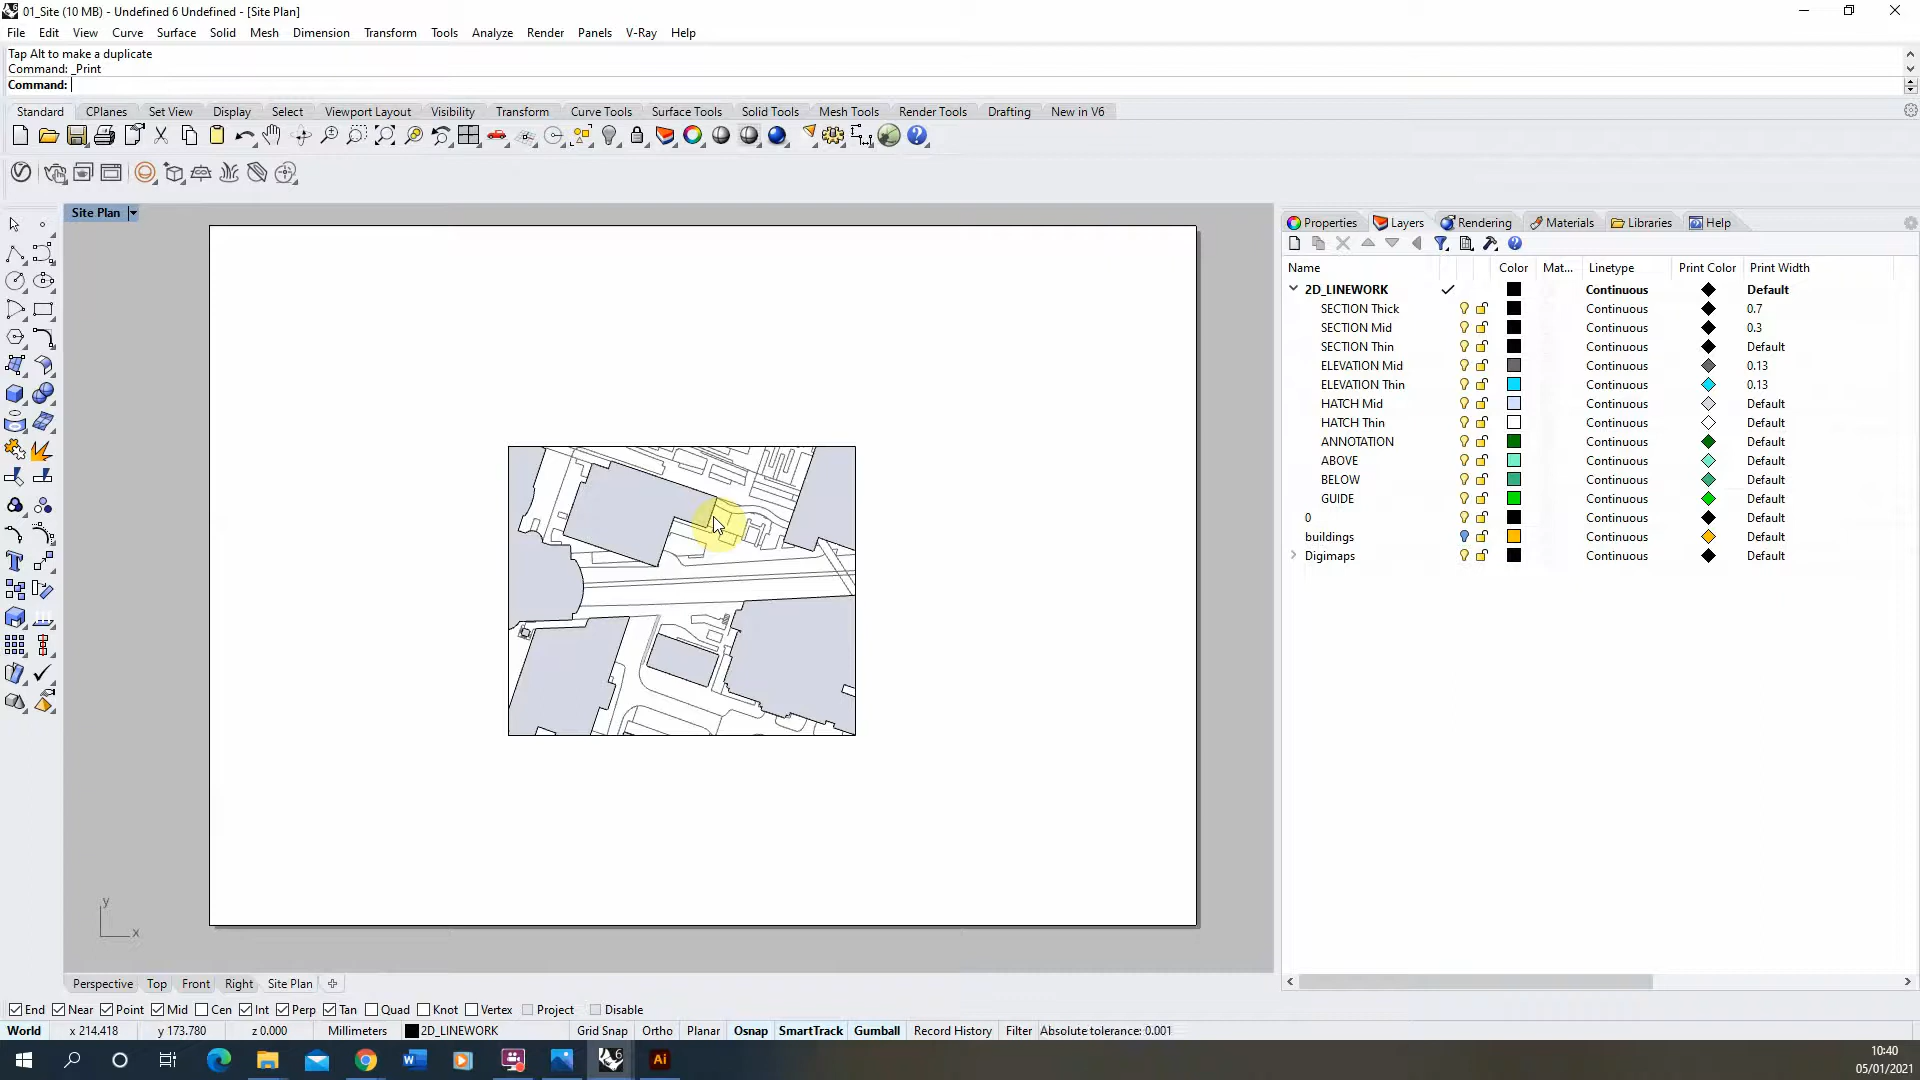 01_Site (10 MB) - Undefined 6 Undefined - [Site Plan]
File Edit View Curve Surface Solid Mesh Dimension Transform Tools Analyze Render Panels V-Ray Help
Tap Alt to make a duplicate
Command: _Print
Command:
Standard CPlanes Set View Display Select Viewport Layout Visibility Transform Curve Tools Surface Tools Solid Tools Mesh Tools Render Tools Drafting New in V6
Site Plan
Properties Layers Rendering Materials Libraries Help
Name Color Mat... Linetype Print Color Print Width
2D_LINEWORK Continuous Default
SECTION Thick Continuous 0.7
SECTION Mid Continuous 0.3
SECTION Thin Continuous Default
ELEVATION Mid Continuous 0.13
ELEVATION Thin Continuous 0.13
HATCH Mid Continuous Default
HATCH Thin Continuous Default
ANNOTATION Continuous Default
ABOVE Continuous Default
BELOW Continuous Default
GUIDE Continuous Default
0 Continuous Default
buildings Continuous Default
Digimaps Continuous Default
y
x
Perspective Top Front Right Site Plan
End Near Point Mid Cen Int Perp Tan Quad Knot Vertex Project Disable
World x 214.418 y 173.780 z 0.000 Millimeters 2D_LINEWORK Grid Snap Ortho Planar Osnap SmartTrack Gumball Record History Filter Absolute tolerance: 0.001
10:40
05/01/2021